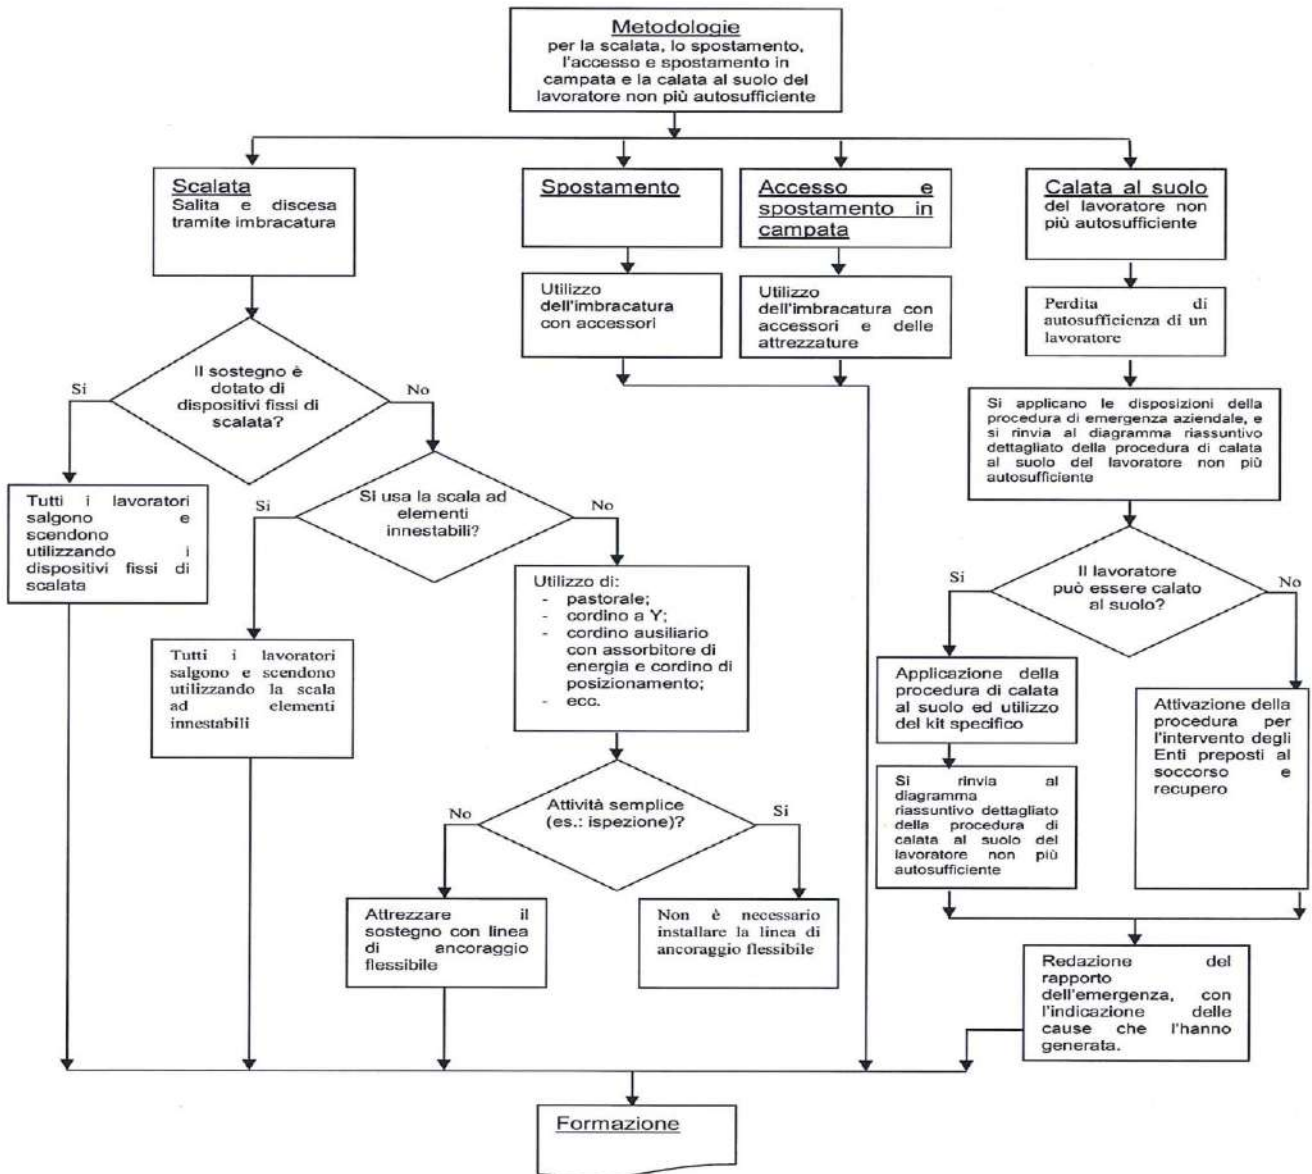 Metodologie
per la scalata, lo spostamento,
l'accesso e spostamento in
campata e la calata al suolo del
lavoratore non più autosufficiente
Scalata
Salita e discesa
tramite imbracatura
Spostamento
Accesso e
spostamento in
campata
Calata al suolo
del lavoratore non
più autosufficiente
Utilizzo
dell'imbracatura
con accessori
Utilizzo
dell'imbracatura con
accessori e delle
attrezzature
Perdita di
autosufficienza di un
lavoratore
Il sostegno è
dotato di
dispositivi fissi di
scalata?
Si
No
Si applicano le disposizioni della
procedura di emergenza aziendale, e
si rinvia al diagramma riassuntivo
dettagliato della procedura di calata
al suolo del lavoratore non più
autosufficiente
Tutti i lavoratori
salgono e
scendono
utilizzando i
dispositivi fissi di
scalata
Si usa la scala ad
elementi
innestabili?
Si
No
Il lavoratore
può essere calato
al suolo?
Si
No
Utilizzo di:
- pastorale;
- cordino a Y;
- cordino ausiliario
con assorbitore di
energia e cordino di
posizionamento;
- ecc.
Tutti i lavoratori
salgono e scendono
utilizzando la scala
ad elementi
innestabili
Applicazione della
procedura di calata
al suolo ed utilizzo
del kit specifico
Attivazione della
procedura per
l'intervento degli
Enti preposti al
soccorso e
recupero
Si rinvia al
diagramma
riassuntivo dettagliato
della procedura di
calata al suolo del
lavoratore non più
autosufficiente
Attività semplice
(es.: ispezione)?
No
Si
Attrezzare il
sostegno con linea
di ancoraggio
flessibile
Non è necessario
installare la linea di
ancoraggio flessibile
Redazione del
rapporto
dell'emergenza, con
l'indicazione delle
cause che l'hanno
generata.
Formazione